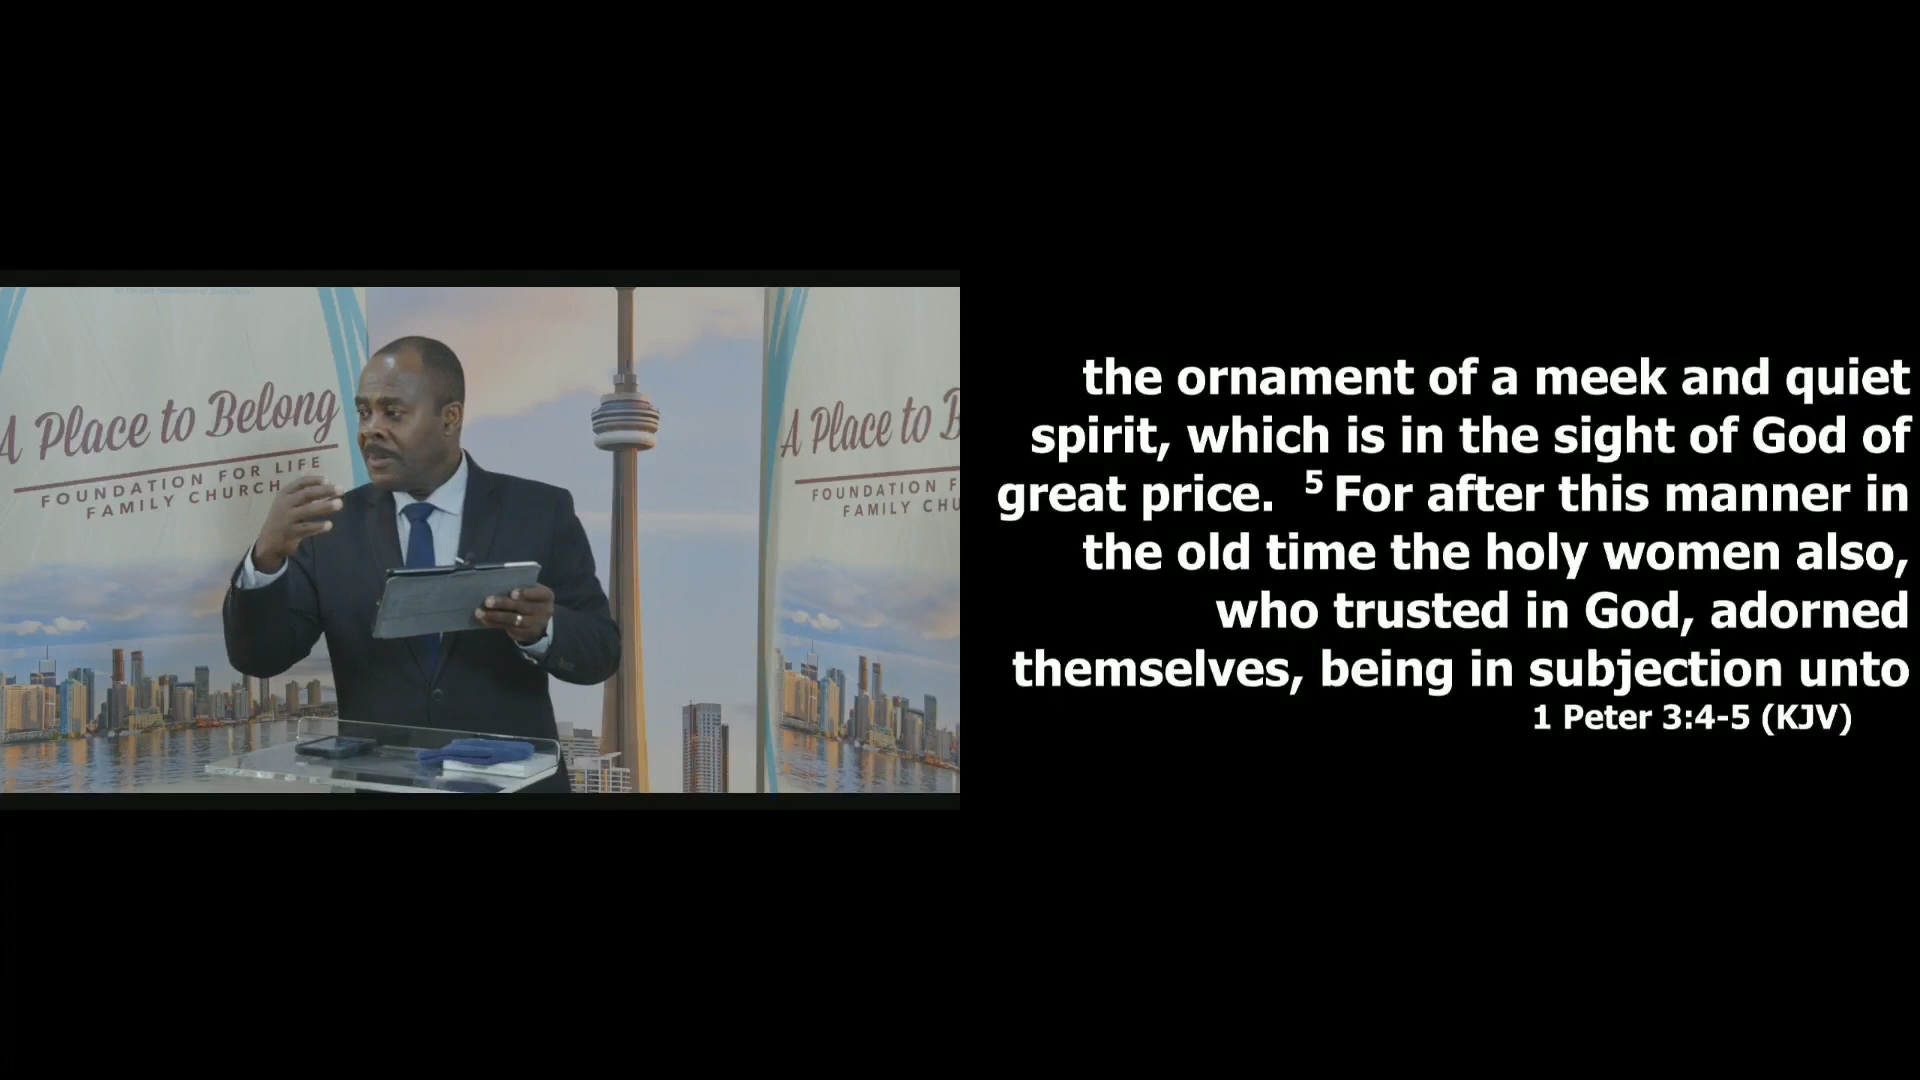 A Place to Belong
FOUNDATION FOR LIFE
FAMILY CHURCH
A Place to B
FOUNDATION F
FAMILY CHU
the ornament of a meek and quiet
spirit, which is in the sight of God of
great price. 5 For after this manner in
the old time the holy women also,
who trusted in God, adorned
themselves, being in subjection unto
1 Peter 3:4-5 (KJV)